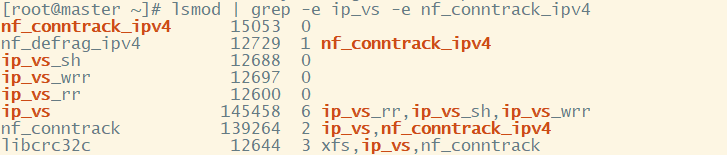 [root@master ~]# lsmod | grep -e ip_vs -e nf_conntrack_ipv4
nf_conntrack_ipv4 15053 0
nf_defrag_ipv4 12729 1 nf_conntrack_ipv4
ip_vs_sh 12688 0
ip_vs_wrr 12697 0
ip_vs_rr 12600 0
ip_vs 145458 6 ip_vs_rr,ip_vs_sh,ip_vs_wrr
nf_conntrack 139264 2 ip_vs,nf_conntrack_ipv4
libcrc32c 12644 3 xfs,ip_vs,nf_conntrack